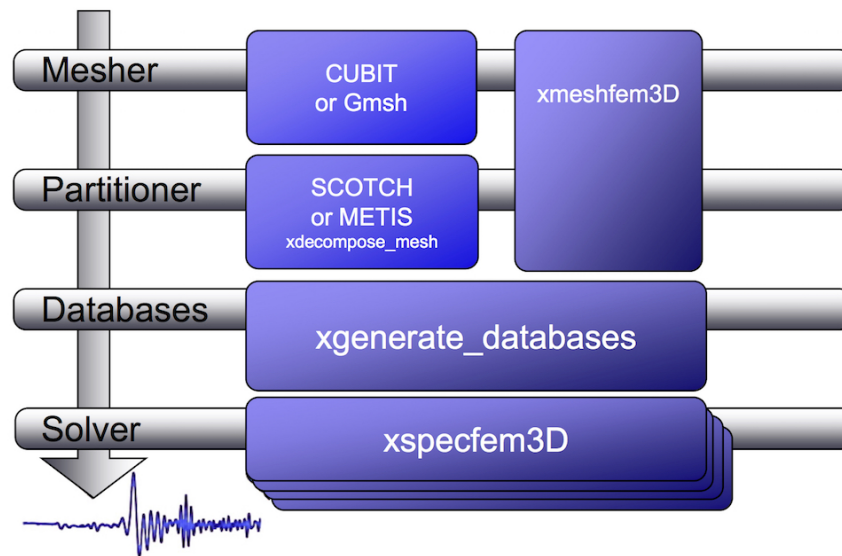 Mesher
CUBIT
or Gmsh
xmeshfem3D
Partitioner
SCOTCH
or METIS
xdecompose_mesh
Databases
xgenerate_databases
Solver
xspecfem3D